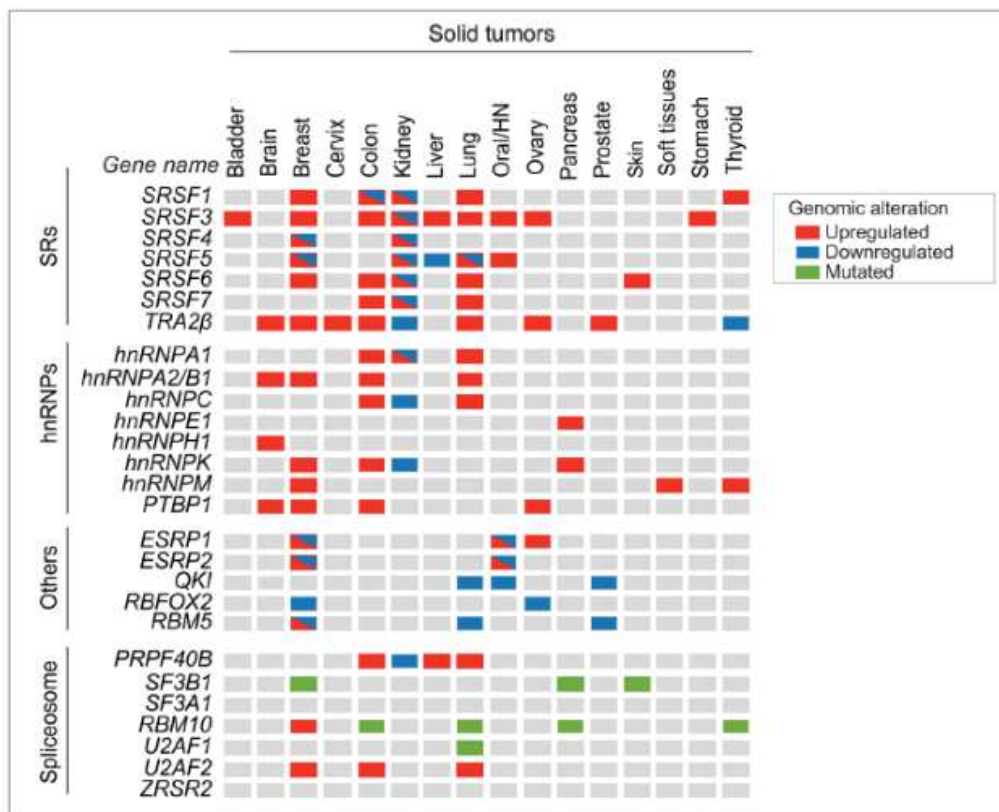 Solid tumors
Gene name
Bladder
Brain
Breast
Cervix
Colon
Kidney
Liver
Lung
Oral/HN
Ovary
Pancreas
Prostate
Skin
Soft tissues
Stomach
Thyroid
SRs
SRSF1
SRSF3
SRSF4
SRSF5
SRSF6
SRSF7
TRA2β
hnRNPs
hnRNPA1
hnRNPA2/B1
hnRNPC
hnRNPE1
hnRNPH1
hnRNPK
hnRNPM
PTBP1
Others
ESRP1
ESRP2
QKI
RBFOX2
RBM5
Spliceosome
PRPF40B
SF3B1
SF3A1
RBM10
U2AF1
U2AF2
ZRSR2
Genomic alteration
Upregulated
Downregulated
Mutated